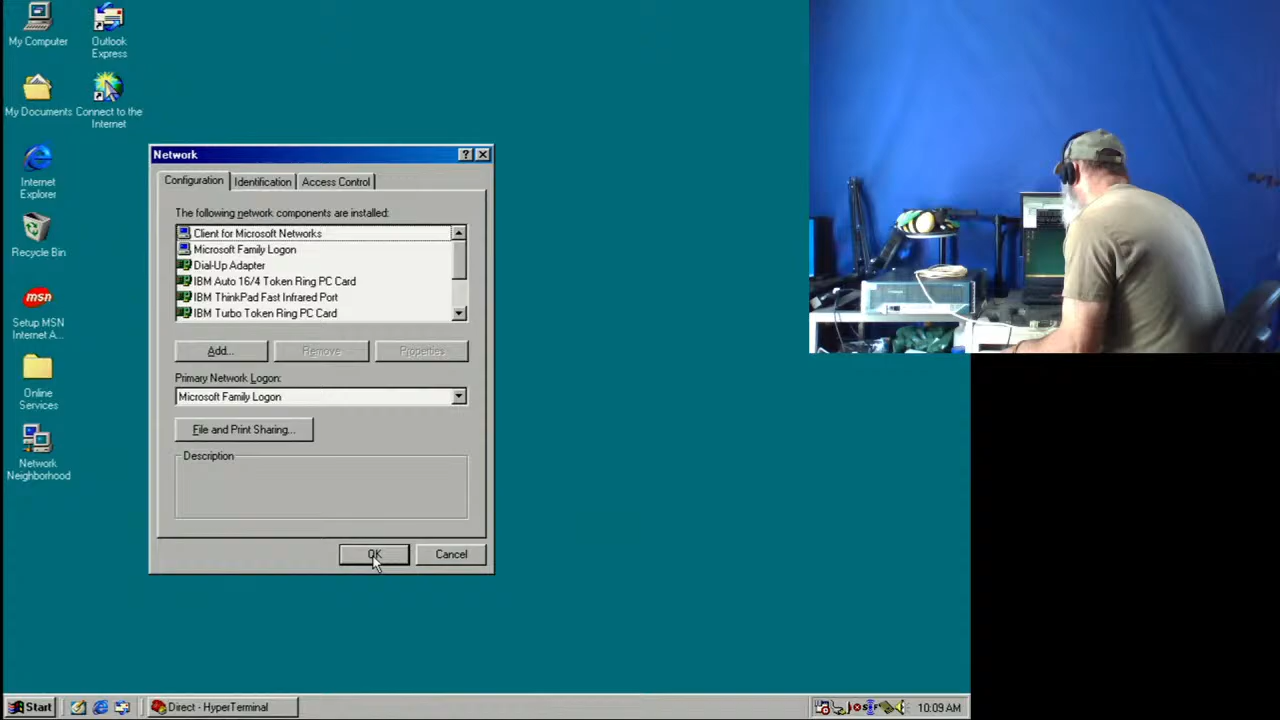 My Computer
Outlook
Express
My Documents
Connect to the
Internet
Internet
Explorer
Recycle Bin
msn
Setup MSN
Internet A...
Online
Services
Network
Neighborhood
Network
Configuration
Identification
Access Control
The following network components are installed:
Client for Microsoft Networks
Microsoft Family Logon
Dial-Up Adapter
IBM Auto 16/4 Token Ring PC Card
IBM ThinkPad Fast Infrared Port
IBM Turbo Token Ring PC Card
Add...
Remove
Properties
Primary Network Logon:
Microsoft Family Logon
File and Print Sharing...
Description
OK
Cancel
Start
Direct - HyperTerminal
10:09 AM